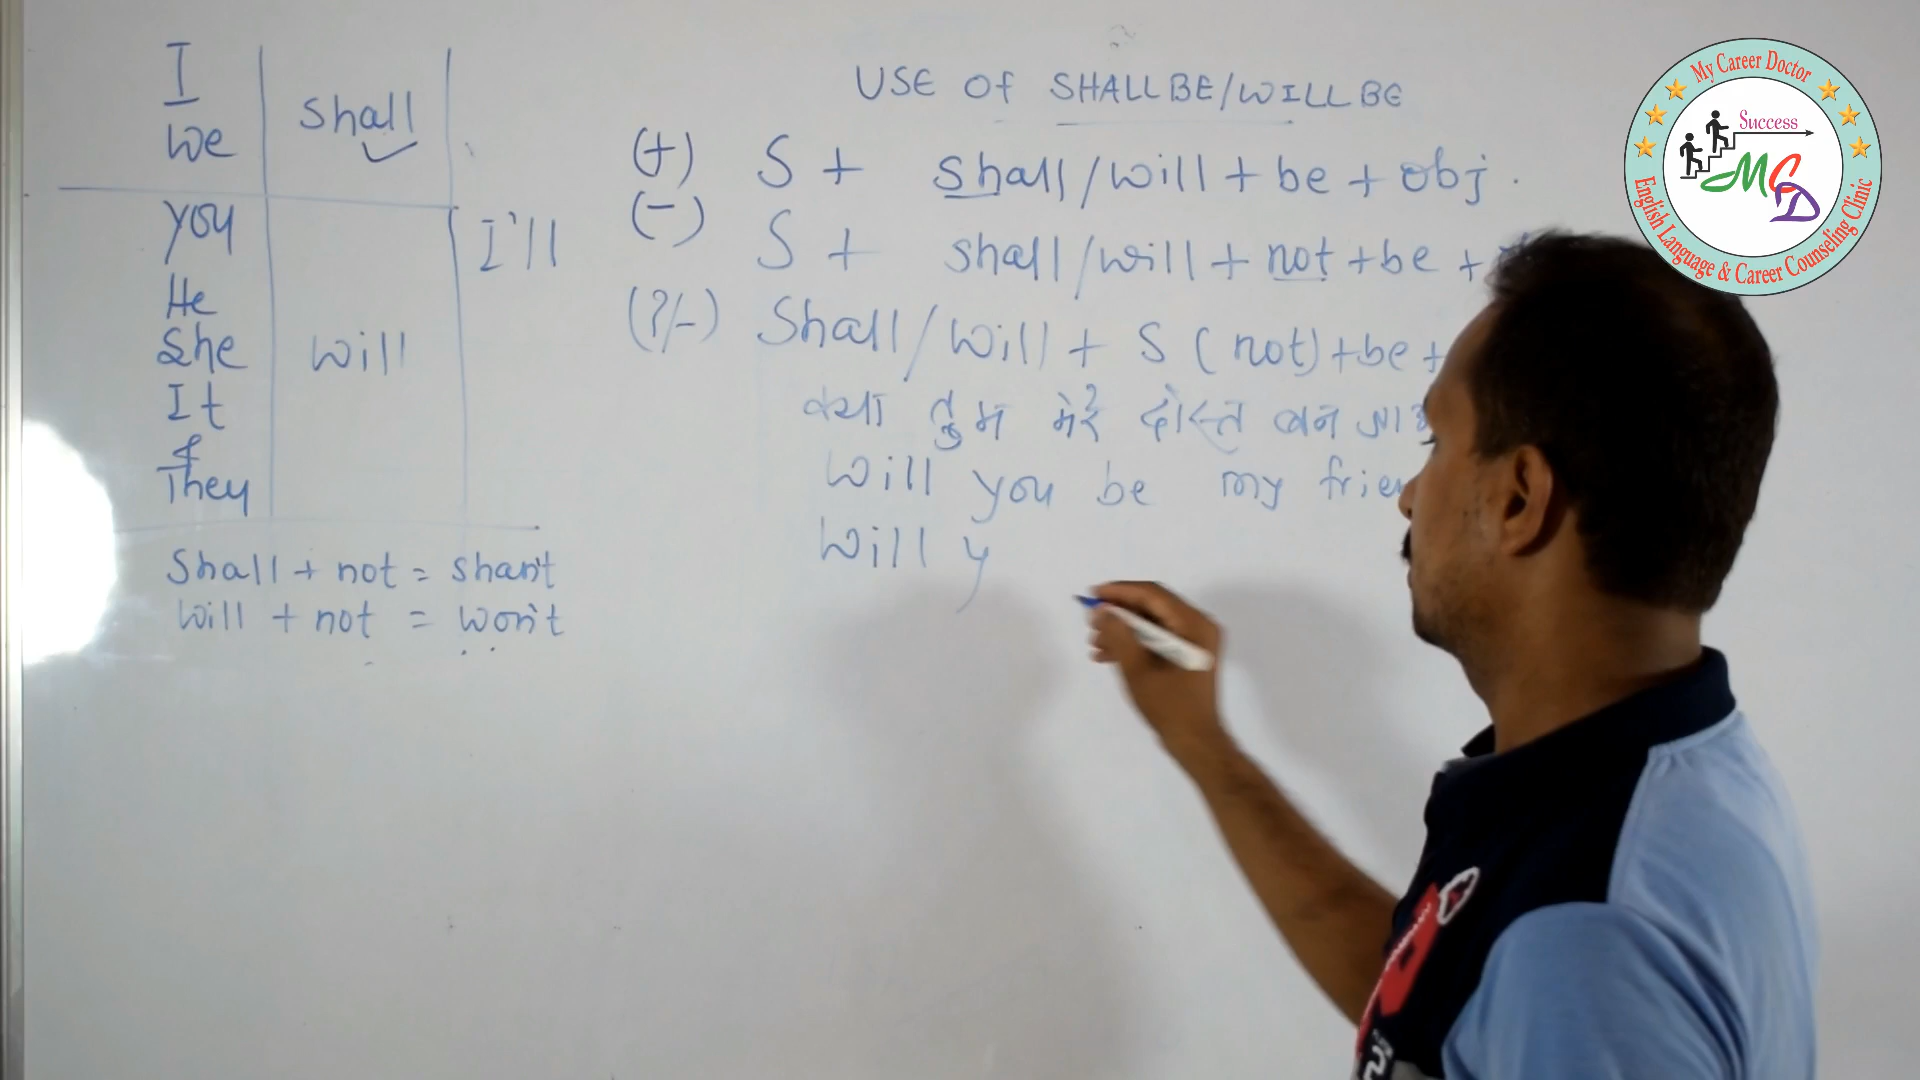 I
We
shall
You
He
She
It
&
They
will
I'll
Shall + not = shan't
Will + not = won't
USE Of SHALL BE/WILL BE
(+) S + shall/will + be + obj.
(-) S + shall/will + not + be +
(?/-) Shall/Will + S (not) + be +
क्या तुम मेरे दोस्त बन
Will you be my
Will y
My Career Doctor
Success
MCD
English Language & Career Counseling Clinic